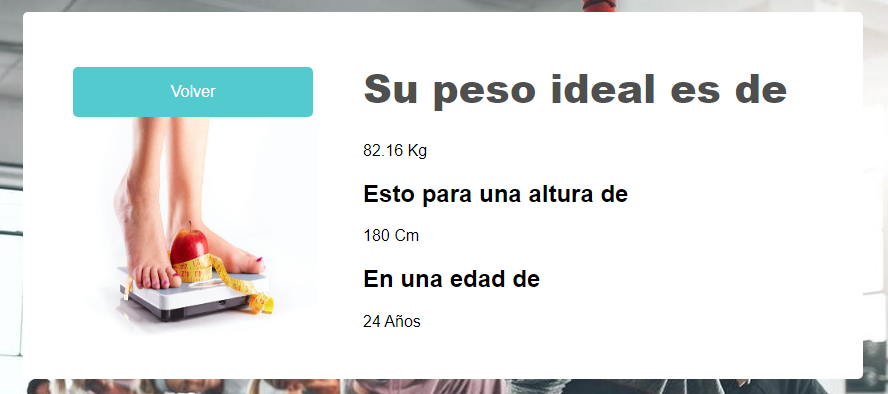 Volver
Su peso ideal es de
82.16 Kg
Esto para una altura de
180 Cm
En una edad de
24 Años